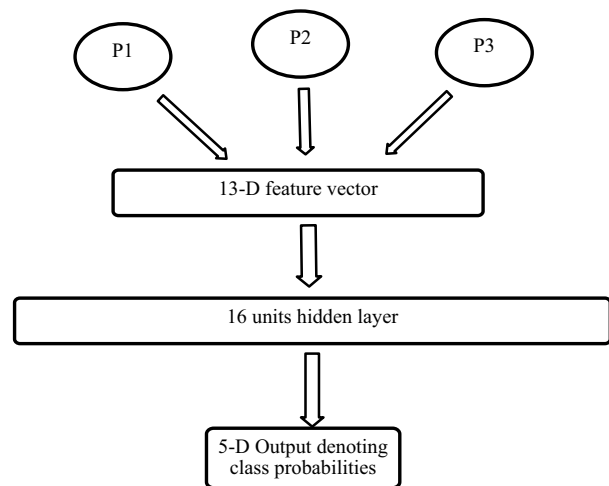 P1
P2
P3
13-D feature vector
16 units hidden layer
5-D Output denoting
class probabilities